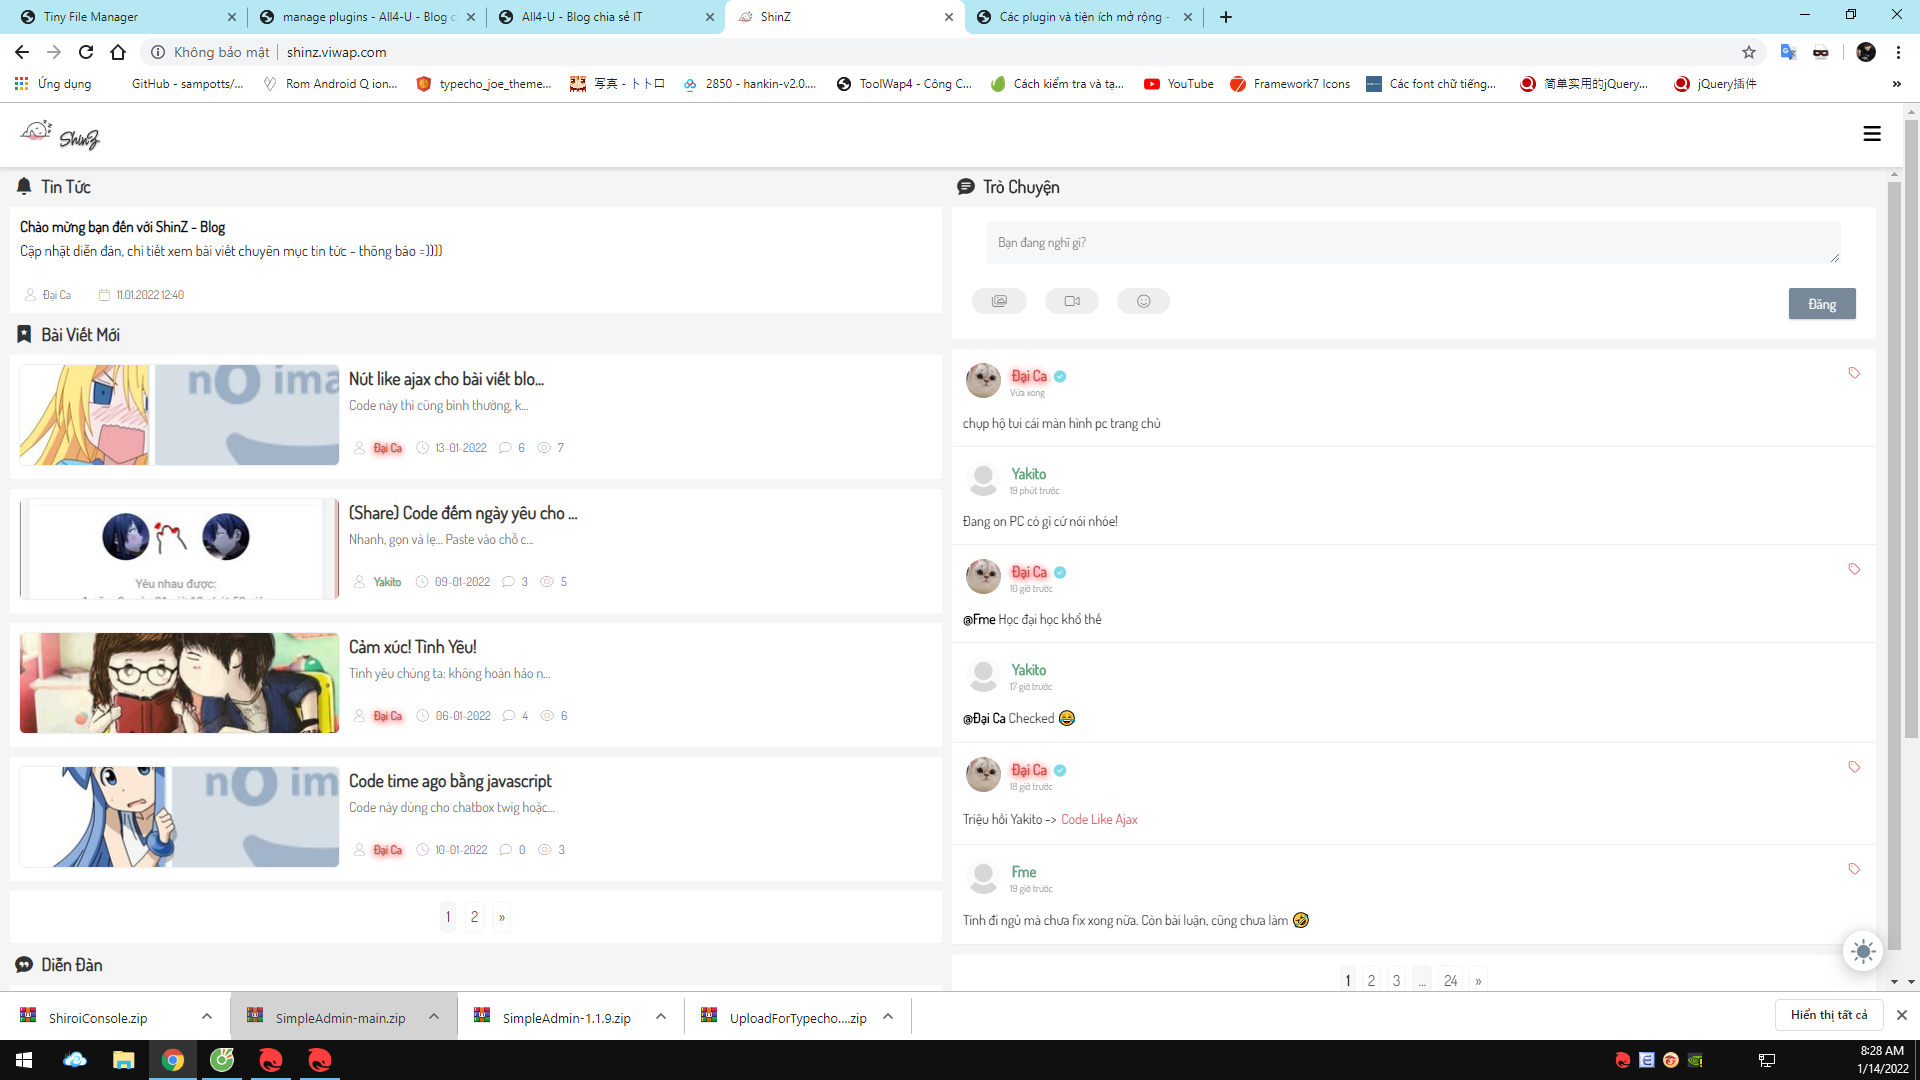 Tiny File Manager
manage plugins - All4-U - Blog c
All4-U - Blog chia sẻ IT
ShinZ
Các plugin và tiện ích mở rộng -
Không bảo mật
shinz.viwap.com
Ứng dụng
GitHub - sampotts/...
Rom Android Q ion...
typecho_joe_theme...
写真 - トトロ
2850 - hankin-v2.0....
ToolWap4 - Công C...
Cách kiểm tra và tạ...
YouTube
Framework7 Icons
Các font chữ tiếng...
简单实用的jQuery...
jQuery插件
»
ShinZ
Tin Tức
Chào mừng bạn đến với ShinZ - Blog
Cập nhật diễn đàn, chi tiết xem bài viết chuyên mục tin tức - thông báo =))))
Đại Ca 11.01.2022 12:40
Bài Viết Mới
no ima
Nút like ajax cho bài viết blo...
Code này thì cũng bình thường, k...
Đại Ca 13-01-2022 6 7
Yêu nhau được:
(Share) Code đếm ngày yêu cho ...
Nhanh, gọn và lẹ... Paste vào chỗ c...
Yakito 09-01-2022 3 5
Cảm xúc! Tình Yêu!
Tình yêu chúng ta: không hoàn hảo n...
Đại Ca 06-01-2022 4 6
no im
Code time ago bằng javascript
Code này dùng cho chatbox twig hoặc...
Đại Ca 10-01-2022 0 3
1 2 »
Diễn Đàn
Trò Chuyện
Bạn đang nghĩ gì?
Đăng
Đại Ca
Vừa xong
chụp hộ tui cái màn hình pc trang chủ
Yakito
19 phút trước
Đang on PC có gì cứ nói nhóe!
Đại Ca
10 giờ trước
@Fme Học đại học khổ thế
Yakito
17 giờ trước
@Đại Ca Checked 😂
Đại Ca
18 giờ trước
Triệu hồi Yakito -> Code Like Ajax
Fme
19 giờ trước
Tính đi ngủ mà chưa fix xong nữa. Còn bài luận, cũng chưa làm 🤣
1 2 3 ... 24 »
ShiroiConsole.zip
SimpleAdmin-main.zip
SimpleAdmin-1.1.9.zip
UploadForTypecho....zip
Hiển thị tất cả
8:28 AM
1/14/2022